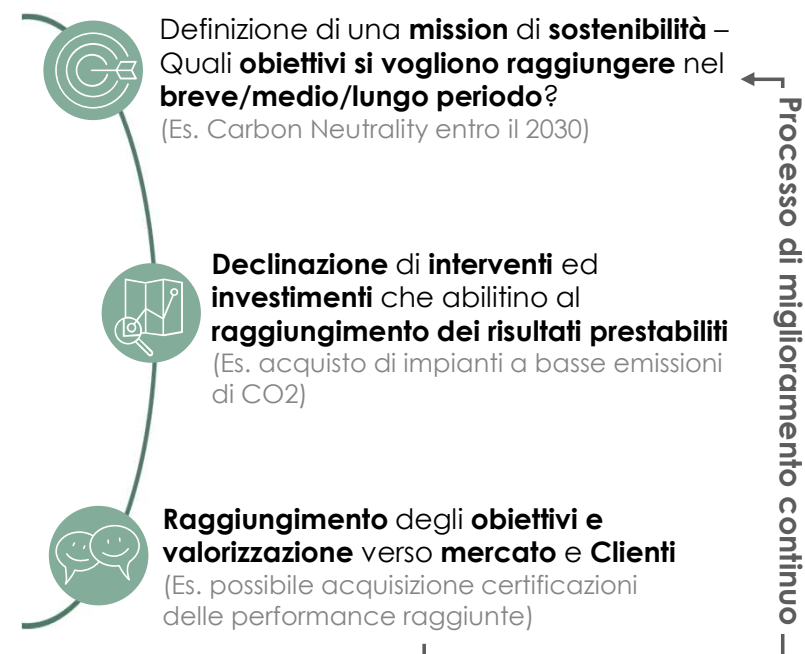 Definizione di una mission di sostenibilità –
Quali obiettivi si vogliono raggiungere nel
breve/medio/lungo periodo?
(Es. Carbon Neutrality entro il 2030)
Declinazione di interventi ed
investimenti che abilitino al
raggiungimento dei risultati prestabiliti
(Es. acquisto di impianti a basse emissioni
di CO2)
Raggiungimento degli obiettivi e
valorizzazione verso mercato e Clienti
(Es. possibile acquisizione certificazioni
delle performance raggiunte)
Processo di miglioramento continuo